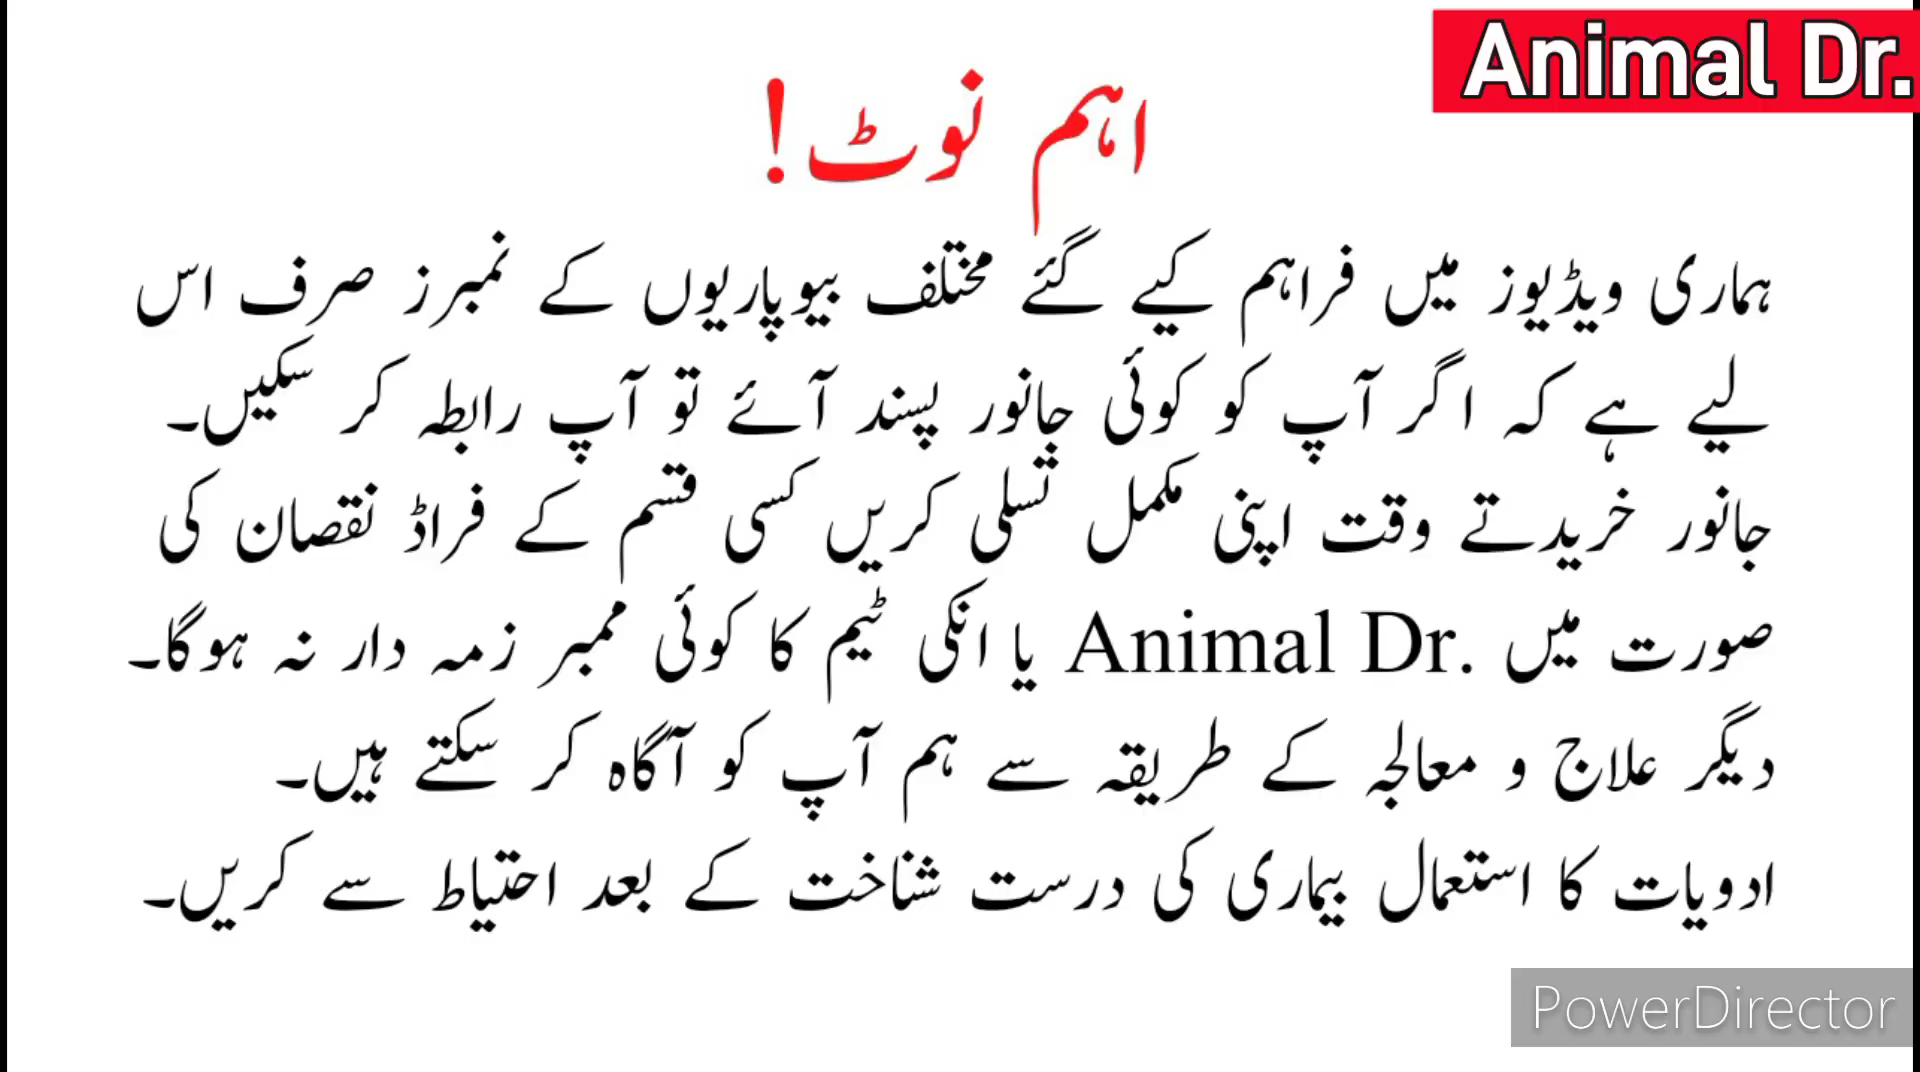 Animal Dr.
اہم نوٹ!
ہماری ویڈیوز میں فراہم کیے گئے مختلف بیوپاریوں کے نمبرز صرف اس
لیے ہے کہ اگر آپ کو کوئی جانور پسند آئے تو آپ رابطہ کر سکیں۔
جانور خریدتے وقت اپنی مکمل تسلی کریں کسی قسم کے فراڈ نقصان کی
صورت میں Animal Dr. یا انکی ٹیم کا کوئی ممبر زمہ دار نہ ہوگا۔
دیگر علاج و معالجہ کے طریقہ سے ہم آپ کو آگاہ کر سکتے ہیں۔
ادویات کا استعمال بیماری کی درست شناخت کے بعد احتیاط سے کریں۔
PowerDirector